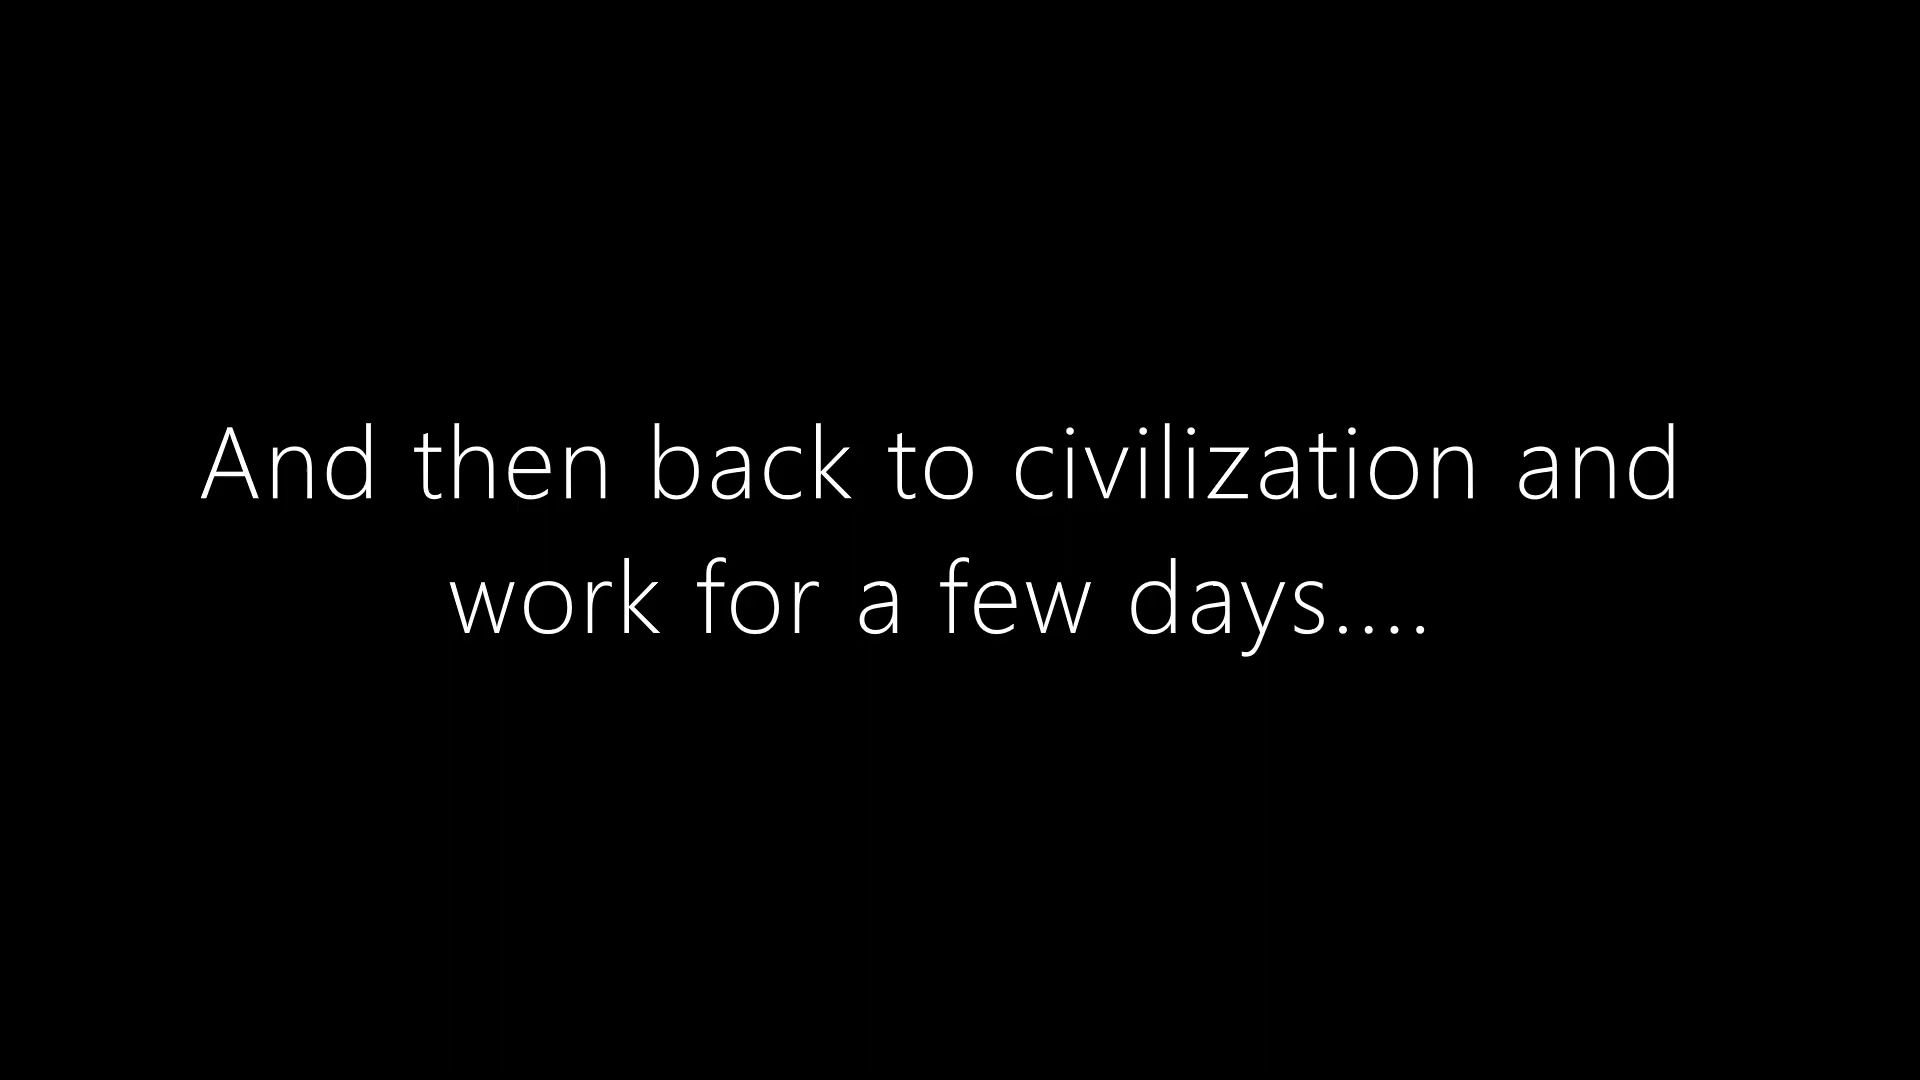 And then back to civilization and
work for a few days....